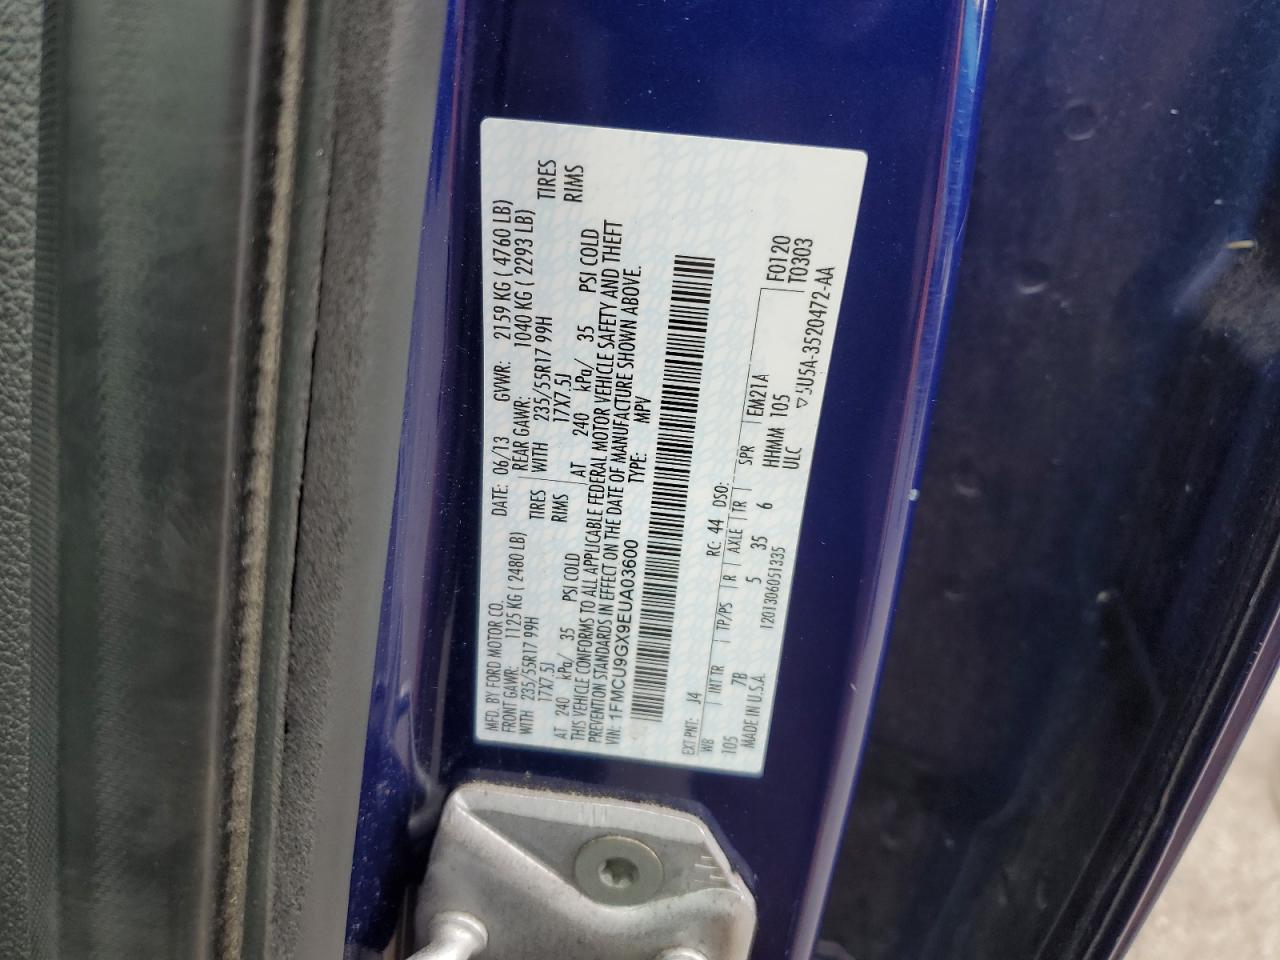 MFD. BY FORD MOTOR CO.
DATE: 06/13 GVWR: 2159 KG ( 4760 LB)
FRONT GAWR: 1125 KG ( 2480 LB)
REAR GAWR: 1040 KG ( 2293 LB)
WITH 235/55R17 99H TIRES
WITH 235/55R17 99H TIRES
17X7.5J RIMS
17X7.5J RIMS
AT 240 kPa/ 35 PSI COLD
AT 240 kPa/ 35 PSI COLD
THIS VEHICLE CONFORMS TO ALL APPLICABLE FEDERAL MOTOR VEHICLE SAFETY AND THEFT
PREVENTION STANDARDS IN EFFECT ON THE DATE OF MANUFACTURE SHOWN ABOVE.
VIN: 1FMCU9GX9EUA03600 TYPE: MPV
EXT PNT: J4 RC: 44 DSO: F0120
WB INT TR TP/PS R AXLE TR SPR EM21A T0303
105 7B 5 35 6 HHMM 105
MADE IN U.S.A. 1201306051335 ULC 5U5A-3520472-AA